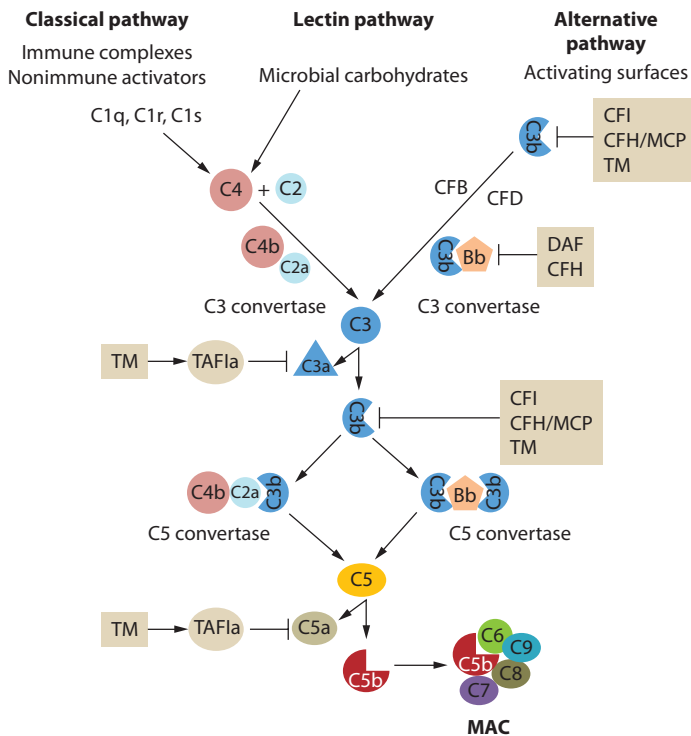 Classical pathway
Lectin pathway
Alternative
pathway
Immune complexes
Nonimmune activators
Microbial carbohydrates
Activating surfaces
C1q, C1r, C1s
C3b
CFI
CFH/MCP
TM
C4
+
C2
CFB
CFD
C4b
C2a
C3b
Bb
DAF
CFH
C3 convertase
C3 convertase
C3
TM
TAFIa
C3a
C3b
CFI
CFH/MCP
TM
C4b
C2a
C3b
C3b
Bb
C3b
C5 convertase
C5 convertase
C5
TM
TAFIa
C5a
C5b
C6
C9
C5b
C8
C7
MAC